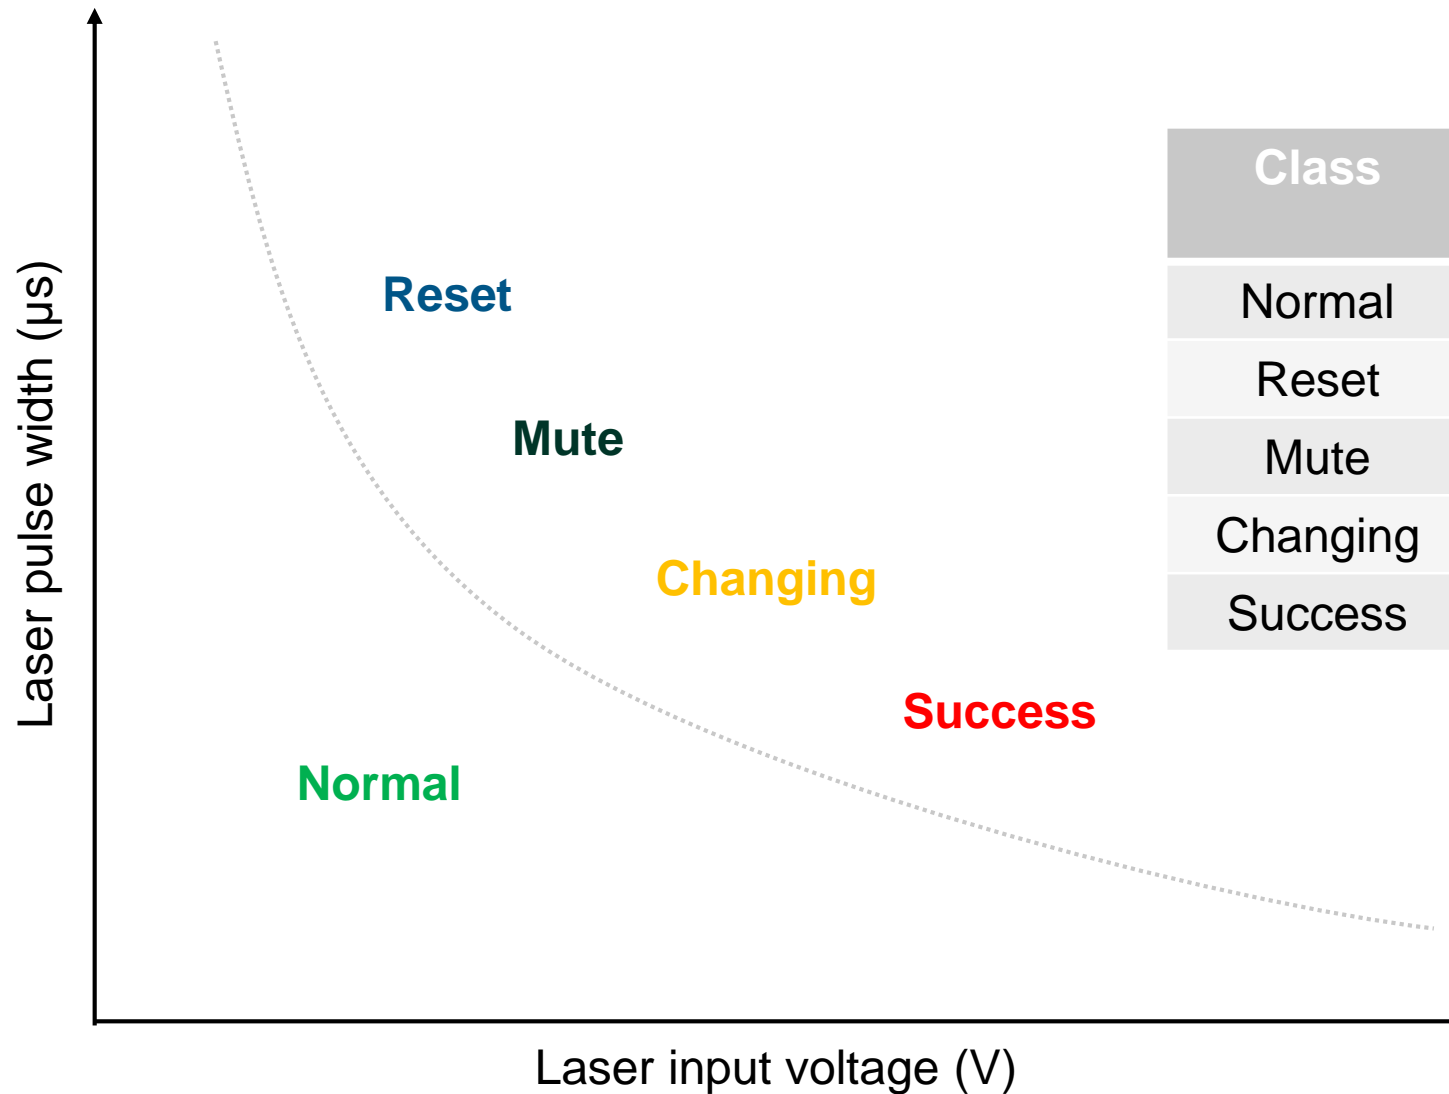 Laser pulse width (μs)
Reset
Mute
Changing
Success
Normal
Laser input voltage (V)
Class
Normal
Reset
Mute
Changing
Success